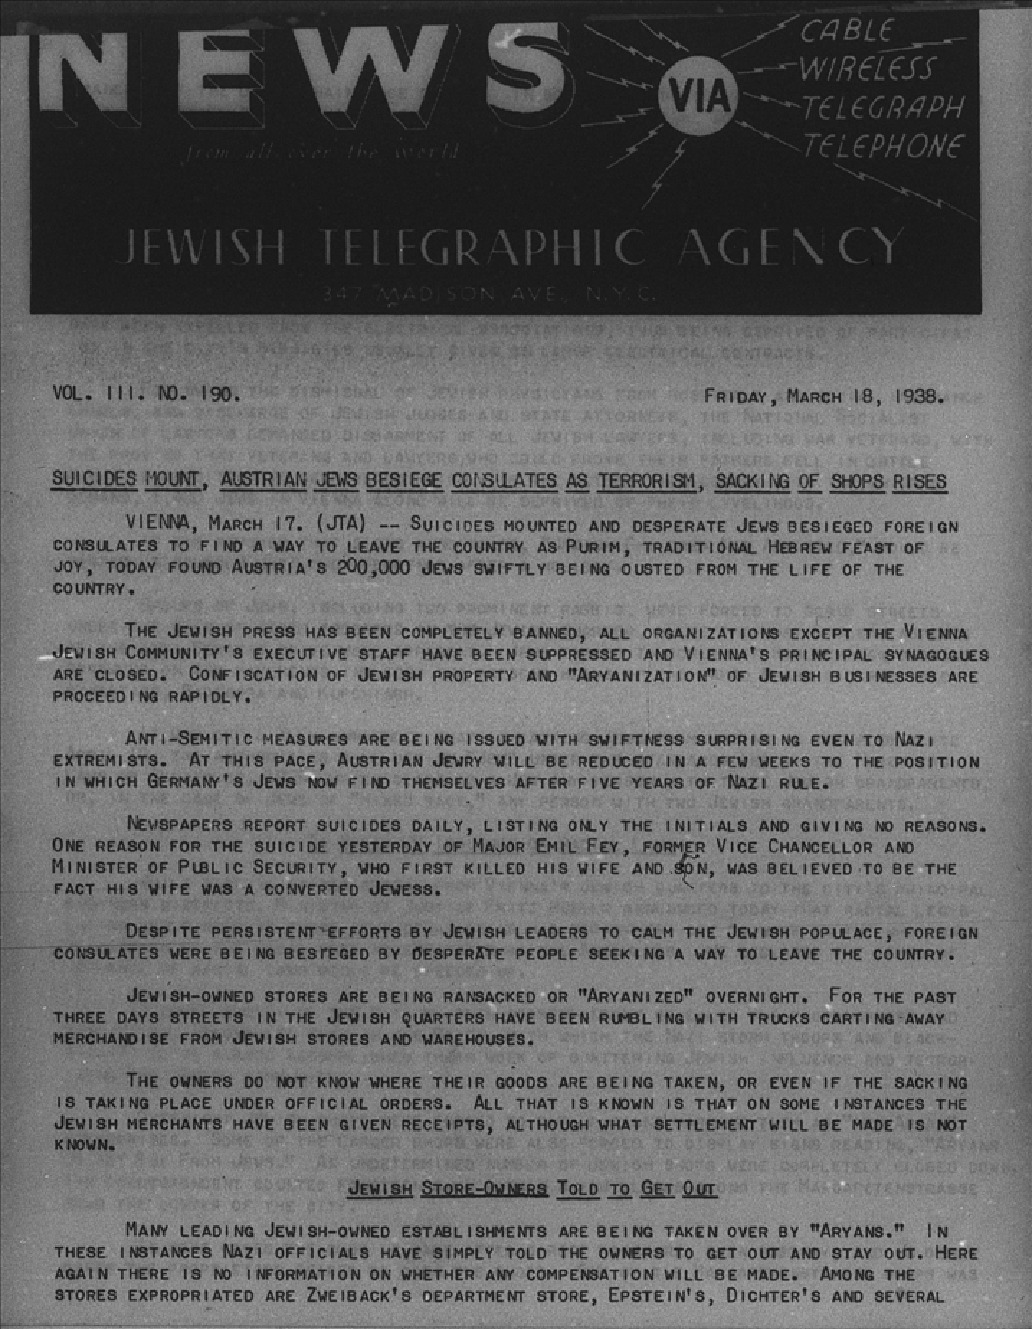 NEWS
from all over the world
VIA
CABLE
WIRELESS
TELEGRAPH
TELEPHONE
JEWISH TELEGRAPHIC AGENCY
347 MADISON AVE., N.Y.C.
VOL. III. NO. 190. FRIDAY, MARCH 18, 1938.
SUICIDES MOUNT, AUSTRIAN JEWS BESIEGE CONSULATES AS TERRORISM, SACKING OF SHOPS RISES
VIENNA, MARCH 17. (JTA) -- SUICIDES MOUNTED AND DESPERATE JEWS BESIEGED FOREIGN
CONSULATES TO FIND A WAY TO LEAVE THE COUNTRY AS PURIM, TRADITIONAL HEBREW FEAST OF
JOY, TODAY FOUND AUSTRIA'S 200,000 JEWS SWIFTLY BEING OUSTED FROM THE LIFE OF THE
COUNTRY.
THE JEWISH PRESS HAS BEEN COMPLETELY BANNED, ALL ORGANIZATIONS EXCEPT THE VIENNA
JEWISH COMMUNITY'S EXECUTIVE STAFF HAVE BEEN SUPPRESSED AND VIENNA'S PRINCIPAL SYNAGOGUES
ARE CLOSED. CONFISCATION OF JEWISH PROPERTY AND "ARYANIZATION" OF JEWISH BUSINESSES ARE
PROCEEDING RAPIDLY.
ANTI-SEMITIC MEASURES ARE BEING ISSUED WITH SWIFTNESS SURPRISING EVEN TO NAZI
EXTREMISTS. AT THIS PACE, AUSTRIAN JEWRY WILL BE REDUCED IN A FEW WEEKS TO THE POSITION
IN WHICH GERMANY'S JEWS NOW FIND THEMSELVES AFTER FIVE YEARS OF NAZI RULE.
NEWSPAPERS REPORT SUICIDES DAILY, LISTING ONLY THE INITIALS AND GIVING NO REASONS.
ONE REASON FOR THE SUICIDE YESTERDAY OF MAJOR EMIL FEY, FORMER VICE CHANCELLOR AND
MINISTER OF PUBLIC SECURITY, WHO FIRST KILLED HIS WIFE AND SON, WAS BELIEVED TO BE THE
FACT HIS WIFE WAS A CONVERTED JEWESS.
DESPITE PERSISTENT EFFORTS BY JEWISH LEADERS TO CALM THE JEWISH POPULACE, FOREIGN
CONSULATES WERE BEING BESIEGED BY DESPERATE PEOPLE SEEKING A WAY TO LEAVE THE COUNTRY.
JEWISH-OWNED STORES ARE BEING RANSACKED OR "ARYANIZED" OVERNIGHT. FOR THE PAST
THREE DAYS STREETS IN THE JEWISH QUARTERS HAVE BEEN RUMBLING WITH TRUCKS CARTING AWAY
MERCHANDISE FROM JEWISH STORES AND WAREHOUSES.
THE OWNERS DO NOT KNOW WHERE THEIR GOODS ARE BEING TAKEN, OR EVEN IF THE SACKING
IS TAKING PLACE UNDER OFFICIAL ORDERS. ALL THAT IS KNOWN IS THAT ON SOME INSTANCES THE
JEWISH MERCHANTS HAVE BEEN GIVEN RECEIPTS, ALTHOUGH WHAT SETTLEMENT WILL BE MADE IS NOT
KNOWN.
JEWISH STORE-OWNERS TOLD TO GET OUT
MANY LEADING JEWISH-OWNED ESTABLISHMENTS ARE BEING TAKEN OVER BY "ARYANS." IN
THESE INSTANCES NAZI OFFICIALS HAVE SIMPLY TOLD THE OWNERS TO GET OUT AND STAY OUT. HERE
AGAIN THERE IS NO INFORMATION ON WHETHER ANY COMPENSATION WILL BE MADE. AMONG THE
STORES EXPROPRIATED ARE ZWEIBACK'S DEPARTMENT STORE, EPSTEIN'S, DICHTER'S AND SEVERAL